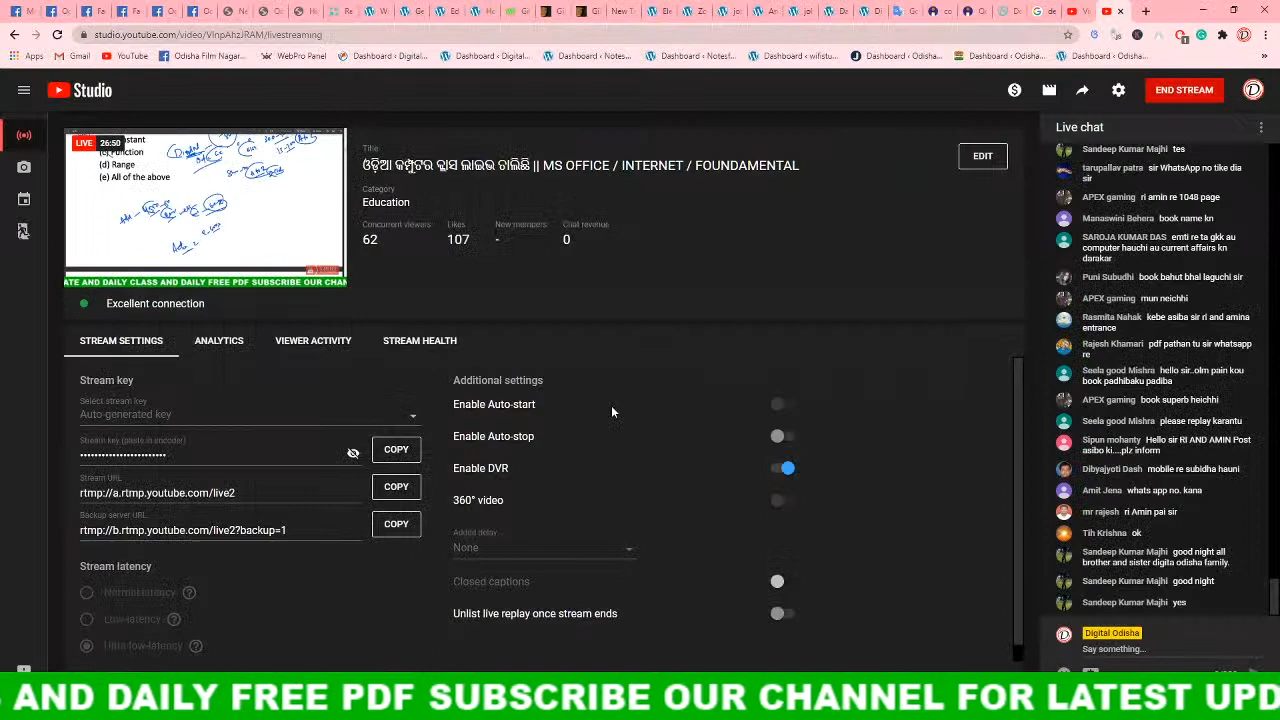 studio.youtube.com/video/VlnpAhzJRAM/livestreaming
Apps
Gmail
YouTube
Odisha Film Nagar...
WebPro Panel
Dashboard ‹ Digital...
Dashboard ‹ Digital...
Dashboard ‹ Notes...
Dashboard ‹ Notesf...
Dashboard ‹ wifistu...
Dashboard ‹ Odisha...
Dashboard ‹ Odisha...
Dashboard ‹ Odisha...
Studio
END STREAM
LIVE 26:50
(c) Function
(d) Range
(e) All of the above
ATE AND DAILY CLASS AND DAILY FREE PDF SUBSCRIBE OUR CHAN
Title
ଓଡ଼ିଆ କମ୍ପୁଟର କ୍ଲାସ ଲାଇଭ ଚାଲିଛି || MS OFFICE / INTERNET / FOUNDAMENTAL
EDIT
Category
Education
Concurrent viewers
Likes
New members
Chat revenue
62
107
-
0
Excellent connection
STREAM SETTINGS
ANALYTICS
VIEWER ACTIVITY
STREAM HEALTH
Stream key
Select stream key
Auto-generated key
Stream key (paste in encoder)
COPY
Stream URL
rtmp://a.rtmp.youtube.com/live2
COPY
Backup server URL
rtmp://b.rtmp.youtube.com/live2?backup=1
COPY
Stream latency
Normal latency
Low-latency
Ultra low-latency
Additional settings
Enable Auto-start
Enable Auto-stop
Enable DVR
360° video
Added delay
None
Closed captions
Unlist live replay once stream ends
Live chat
Sandeep Kumar Majhi tes
tarupallav patra sir WhatsApp no tike dia
sir
APEX gaming ri amin re 1048 page
Manaswini Behera book name kn
SAROJA KUMAR DAS emti re ta gkk au
computer hauchi au current affairs kn
darakar
Puni Subudhi book bahut bhal laguchi sir
APEX gaming mun neichhi
Rasmita Nahak kebe asiba sir ri and amina
entrance
Rajesh Khamari pdf pathan tu sir whatsapp
re
Seela good Mishra hello sir..olm pain kou
book padhibaku padiba
APEX gaming book superb heichhi
Seela good Mishra please replay karantu
Sipun mohanty Hello sir RI AND AMIN Post
asibo ki....plz inform
Dibyajyoti Dash mobile re subidha hauni
Amit Jena whats app no. kana
mr rajesh ri Amin pai sir
Tih Krishna ok
Sandeep Kumar Majhi good night all
brother and sister digita odisha family.
Sandeep Kumar Majhi good night
Sandeep Kumar Majhi yes
Digital Odisha
Say something...
S AND DAILY FREE PDF SUBSCRIBE OUR CHANNEL FOR LATEST UPD